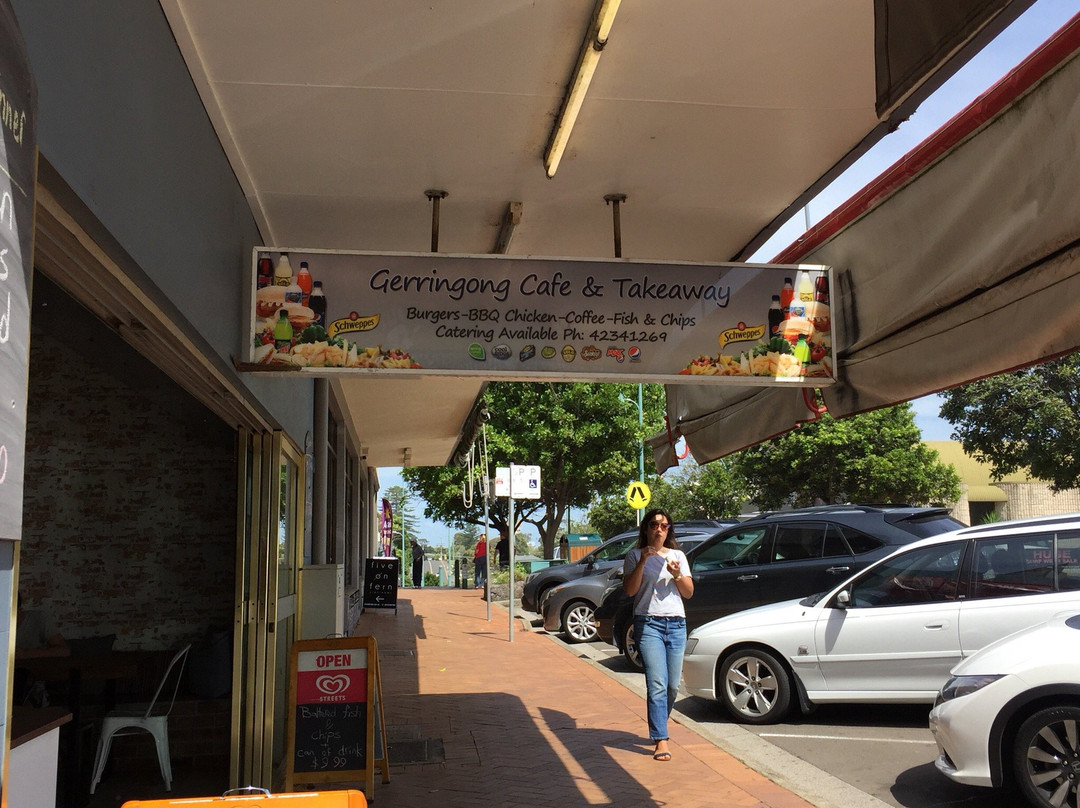 Gerringong Cafe & Takeaway
Burgers-BBQ Chicken-Coffee-Fish & Chips
Catering Available Ph: 42341269
Schweppes
Schweppes
five
on
fern
OPEN
STREETS
Battered fish
&
chips
can of drink
$9.99
P P